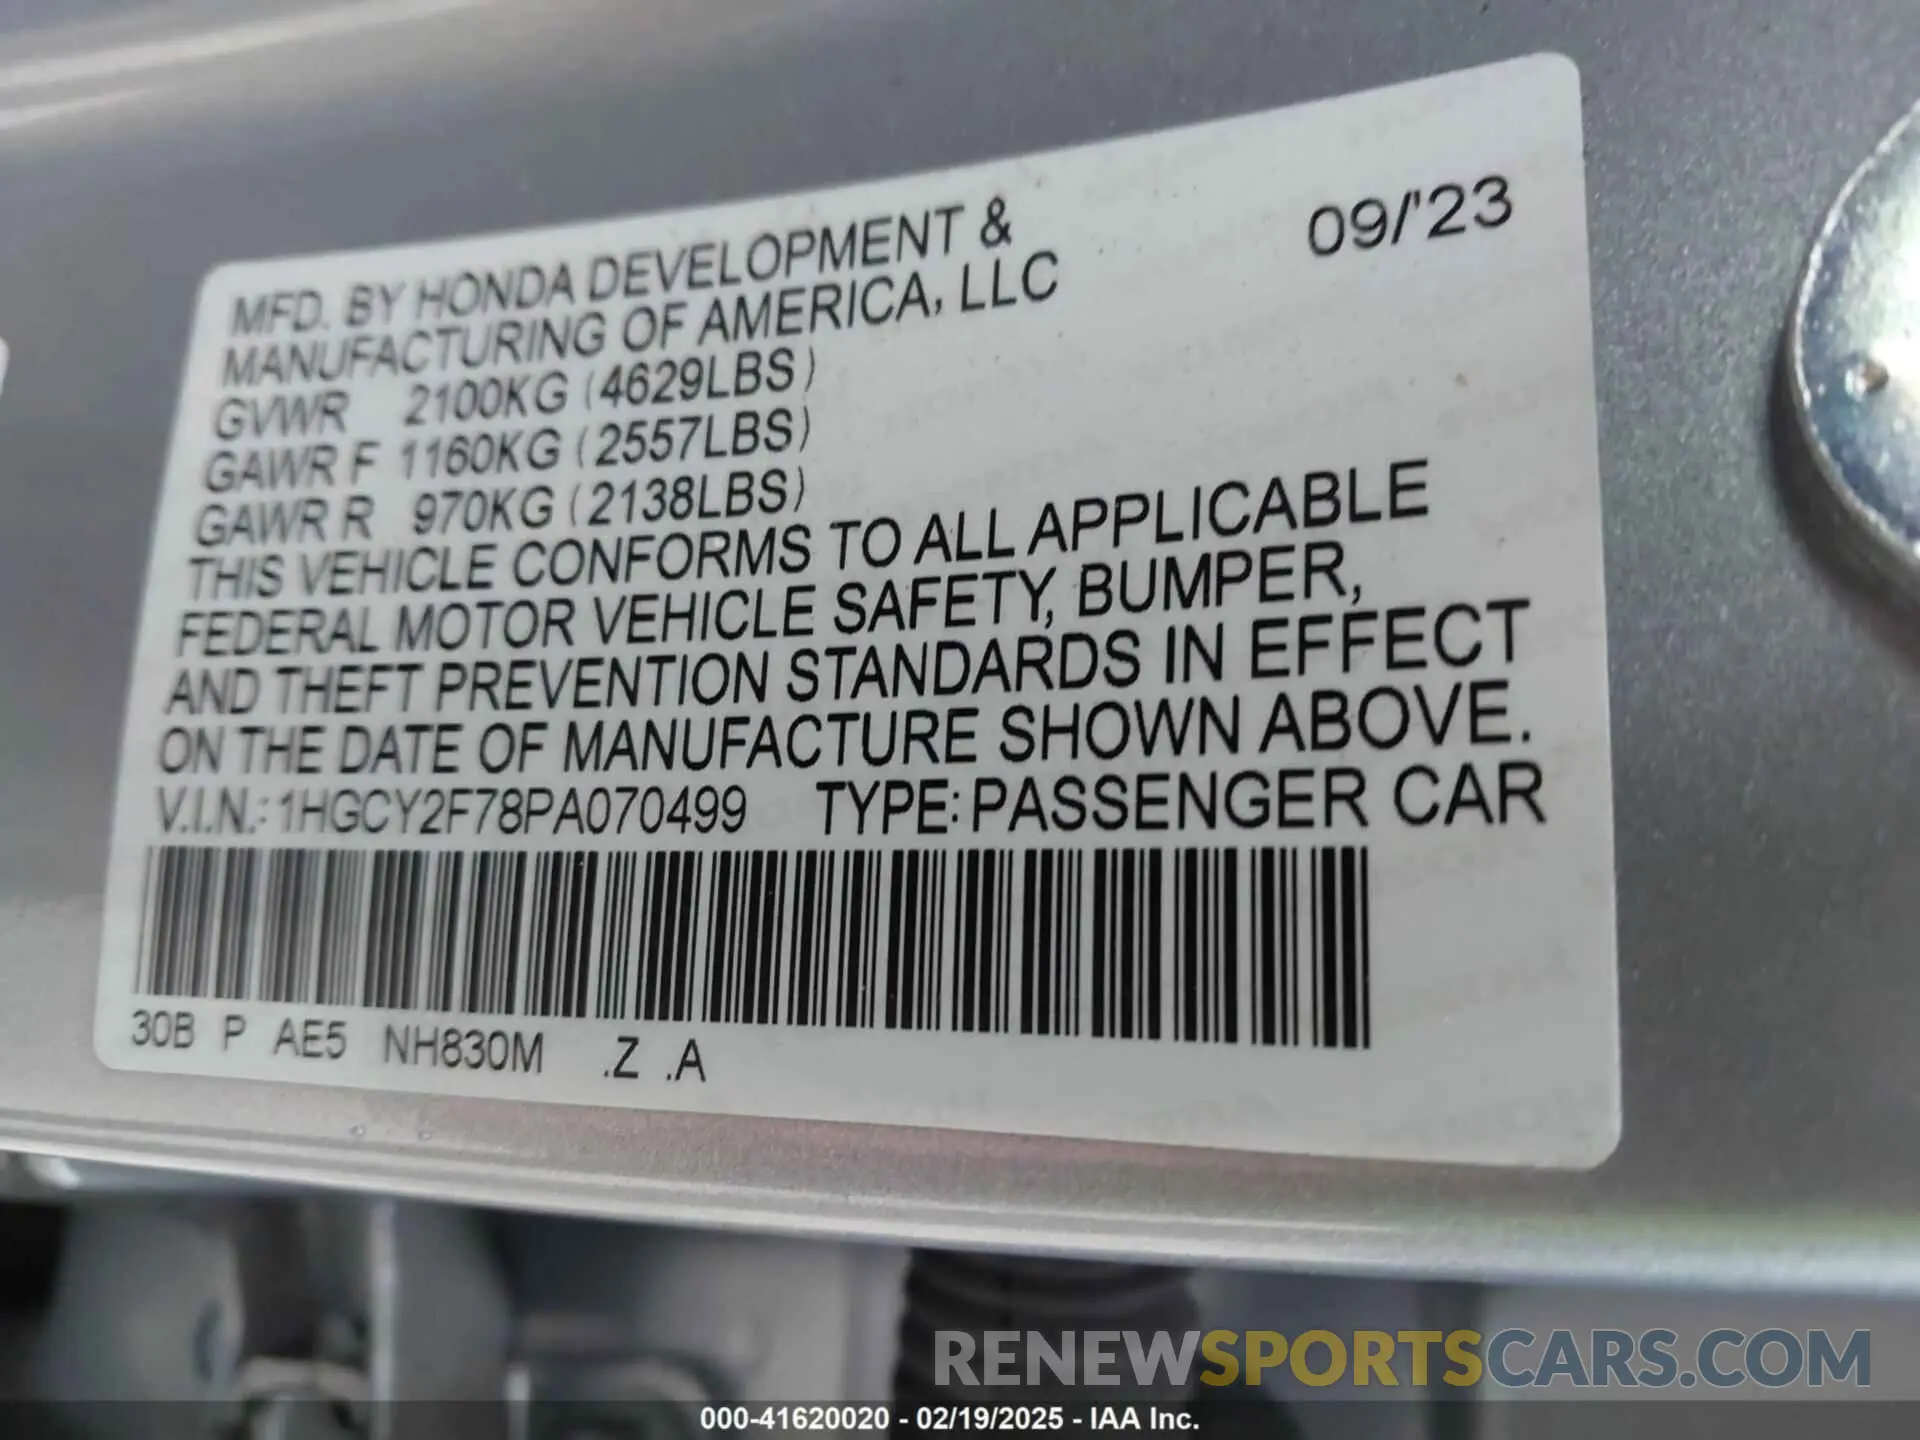 09/'23
MFD. BY HONDA DEVELOPMENT &
MANUFACTURING OF AMERICA, LLC
GVWR 2100KG (4629LBS)
GAWR F 1160KG (2557LBS)
GAWR R 970KG (2138LBS)
THIS VEHICLE CONFORMS TO ALL APPLICABLE
FEDERAL MOTOR VEHICLE SAFETY, BUMPER,
AND THEFT PREVENTION STANDARDS IN EFFECT
ON THE DATE OF MANUFACTURE SHOWN ABOVE.
V.I.N.: 1HGCY2F78PA070499 TYPE: PASSENGER CAR
30B P AE5 NH830M .Z .A
RENEWSPORTSCARS.COM
000-41620020 - 02/19/2025 - IAA Inc.